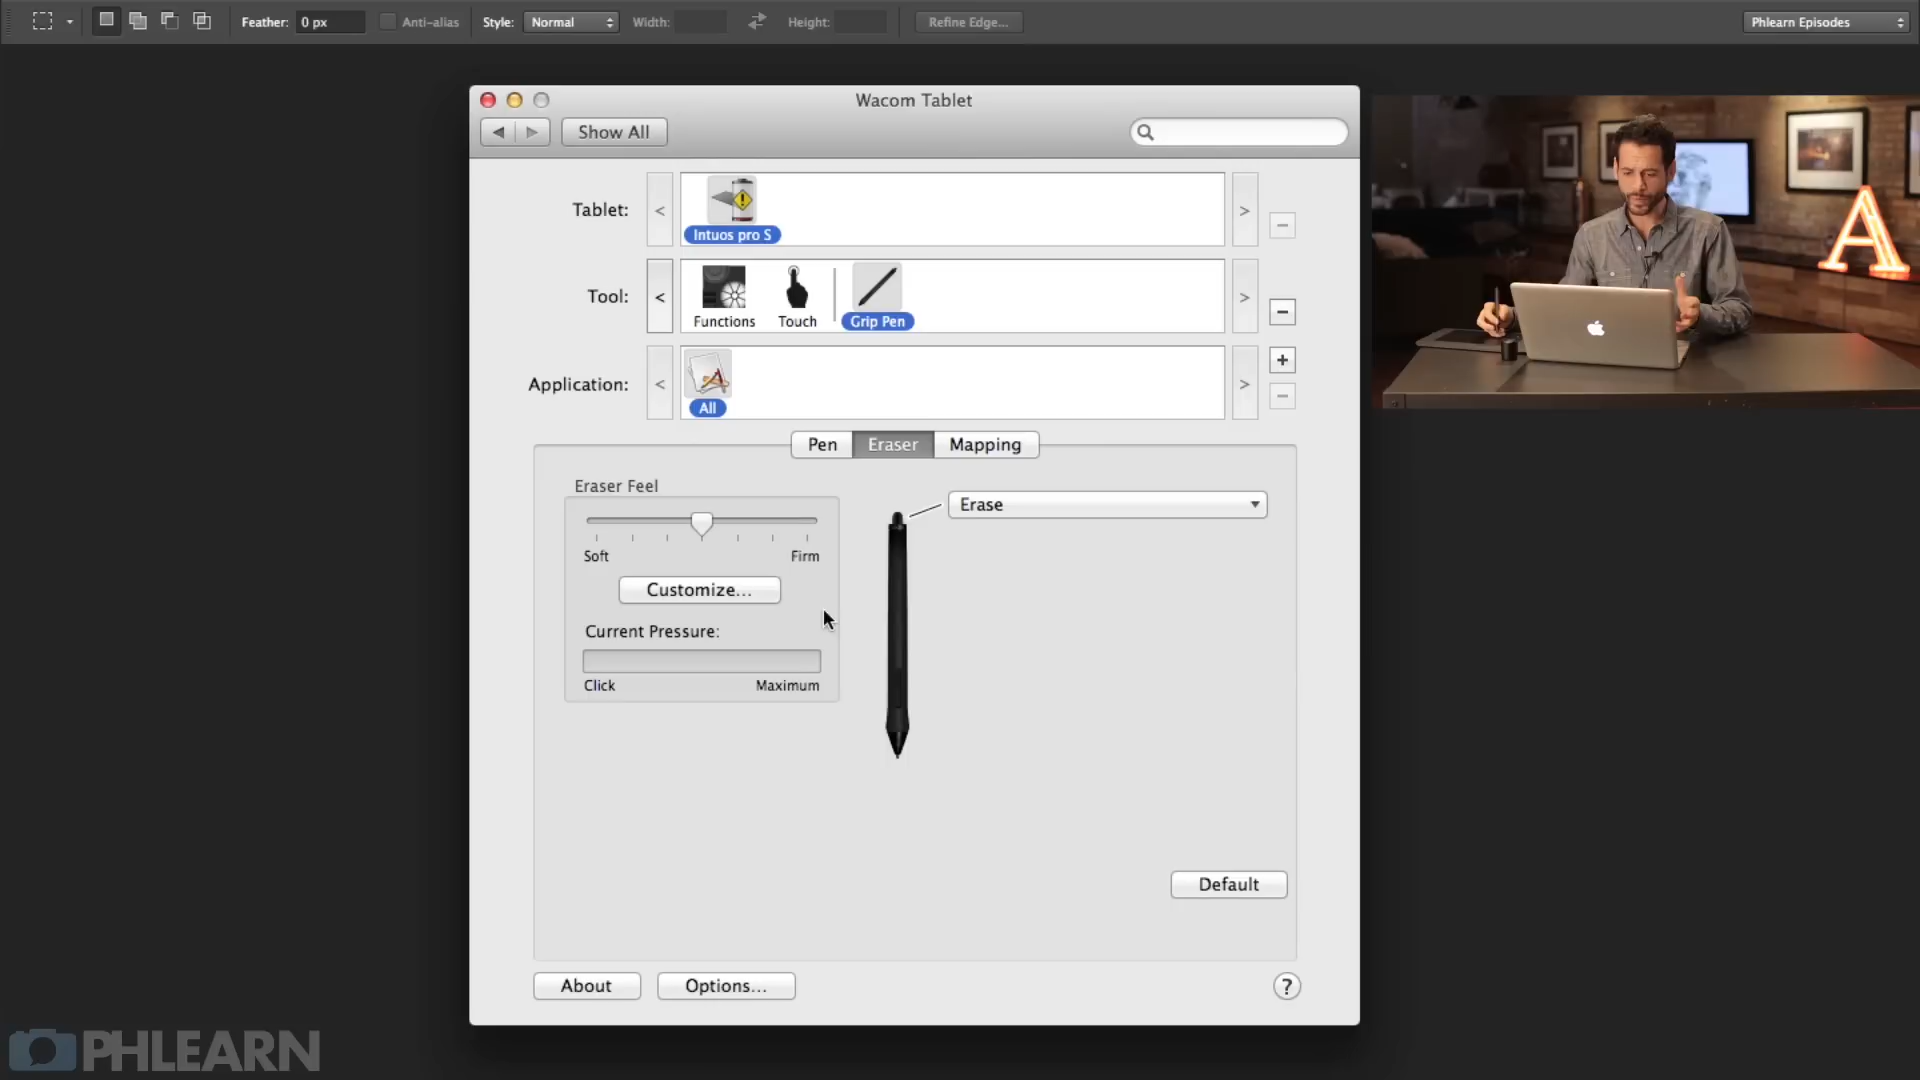 Feather: 0 px Anti-alias Style: Normal Width: Height: Refine Edge... Phlearn Episodes
Wacom Tablet
Show All
Tablet: < Intuos pro S > −
Tool: < Functions Touch Grip Pen > −
Application: < All > + −
Pen Eraser Mapping
Eraser Feel
Erase
Soft Firm
Customize...
Current Pressure:
Click Maximum
Default
About Options... ?
PHLEARN
A